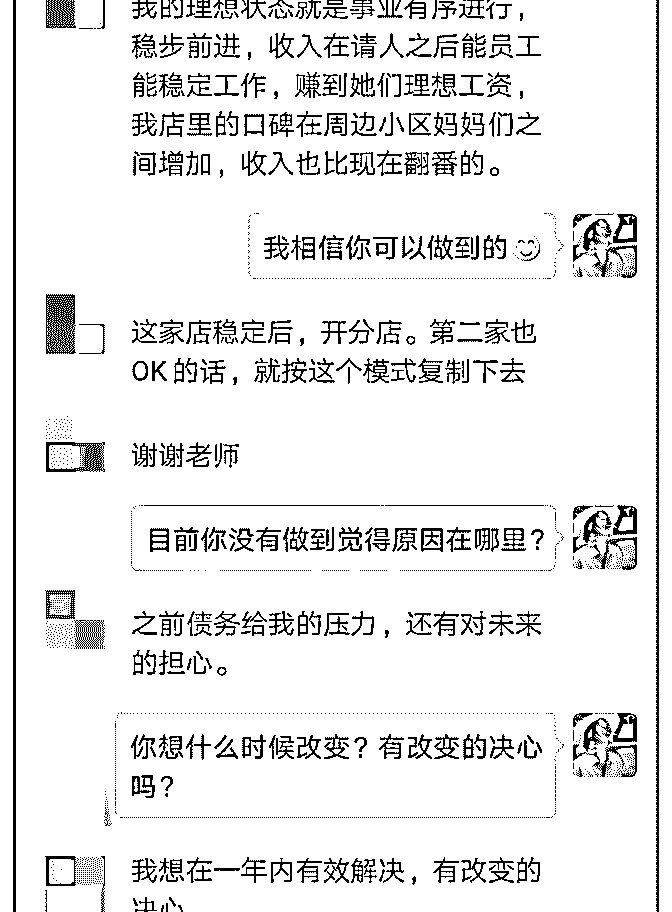 我的理想状态就是事业有序进行，
稳步前进，收入在请人之后能员工
能稳定工作，赚到她们理想工资，
我店里的口碑在周边小区妈妈们之
间增加，收入也比现在翻番的。
我相信你可以做到的
这家店稳定后，开分店。第二家也
OK的话，就按这个模式复制下去
谢谢老师
目前你没有做到觉得原因在哪里？
之前债务给我的压力，还有对未来
的担心。
你想什么时候改变？有改变的决心
吗？
我想在一年内有效解决，有改变的
决心